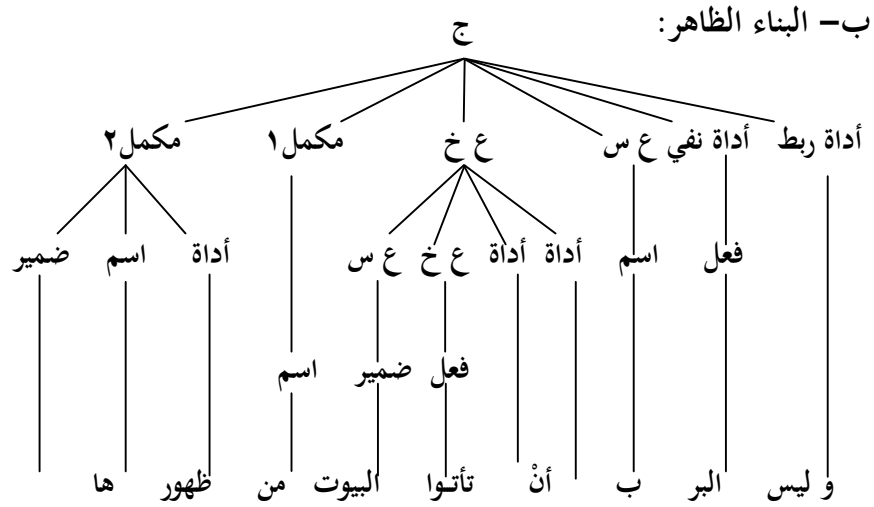 ب– البناء الظاهر:
ج
أداة ربط أداة نفي ع س ع خ مكمل١ مكمل٢
فعل اسم أداة أداة ع خ ع س أداة اسم ضمير
فعل ضمير اسم
و ليس البر ب أنْ تأتـوا البيوت من ظهور ها